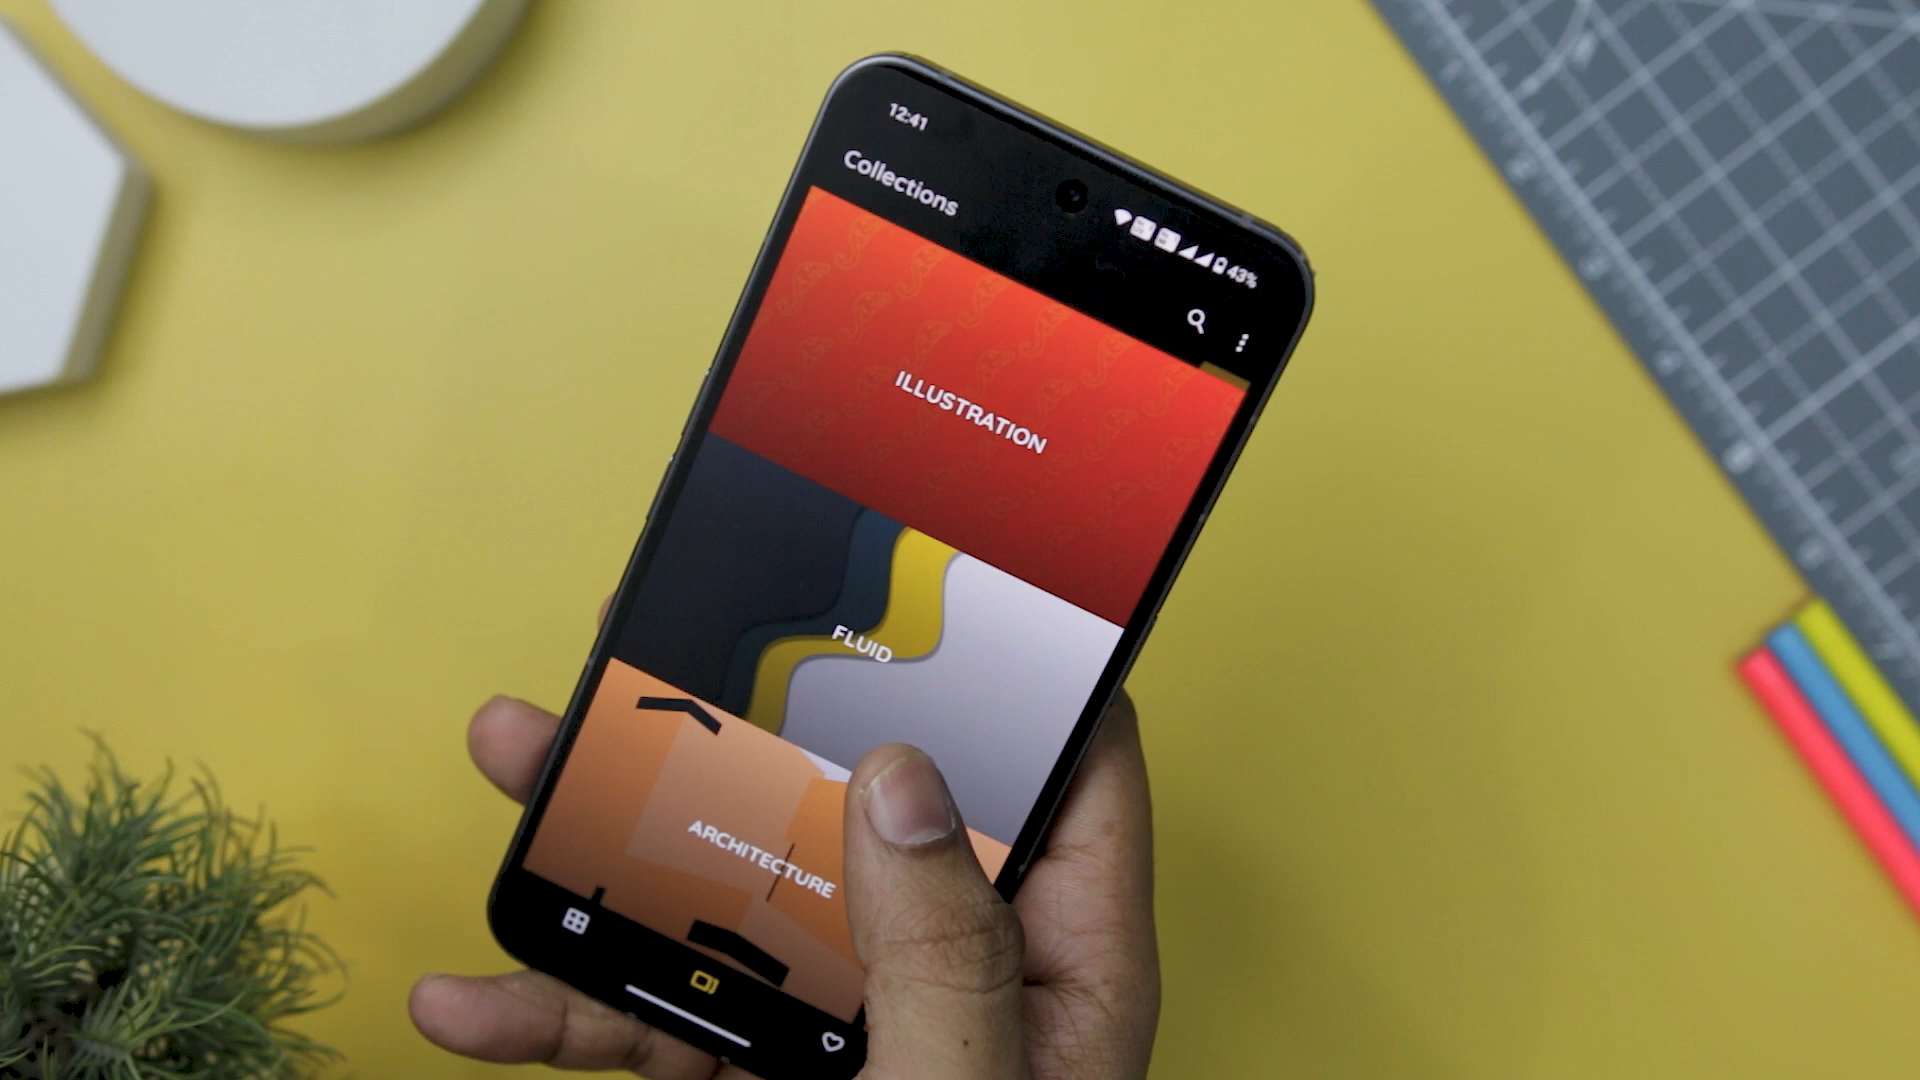 12:41
43%
Collections
ILLUSTRATION
FLUID
ARCHITECTURE